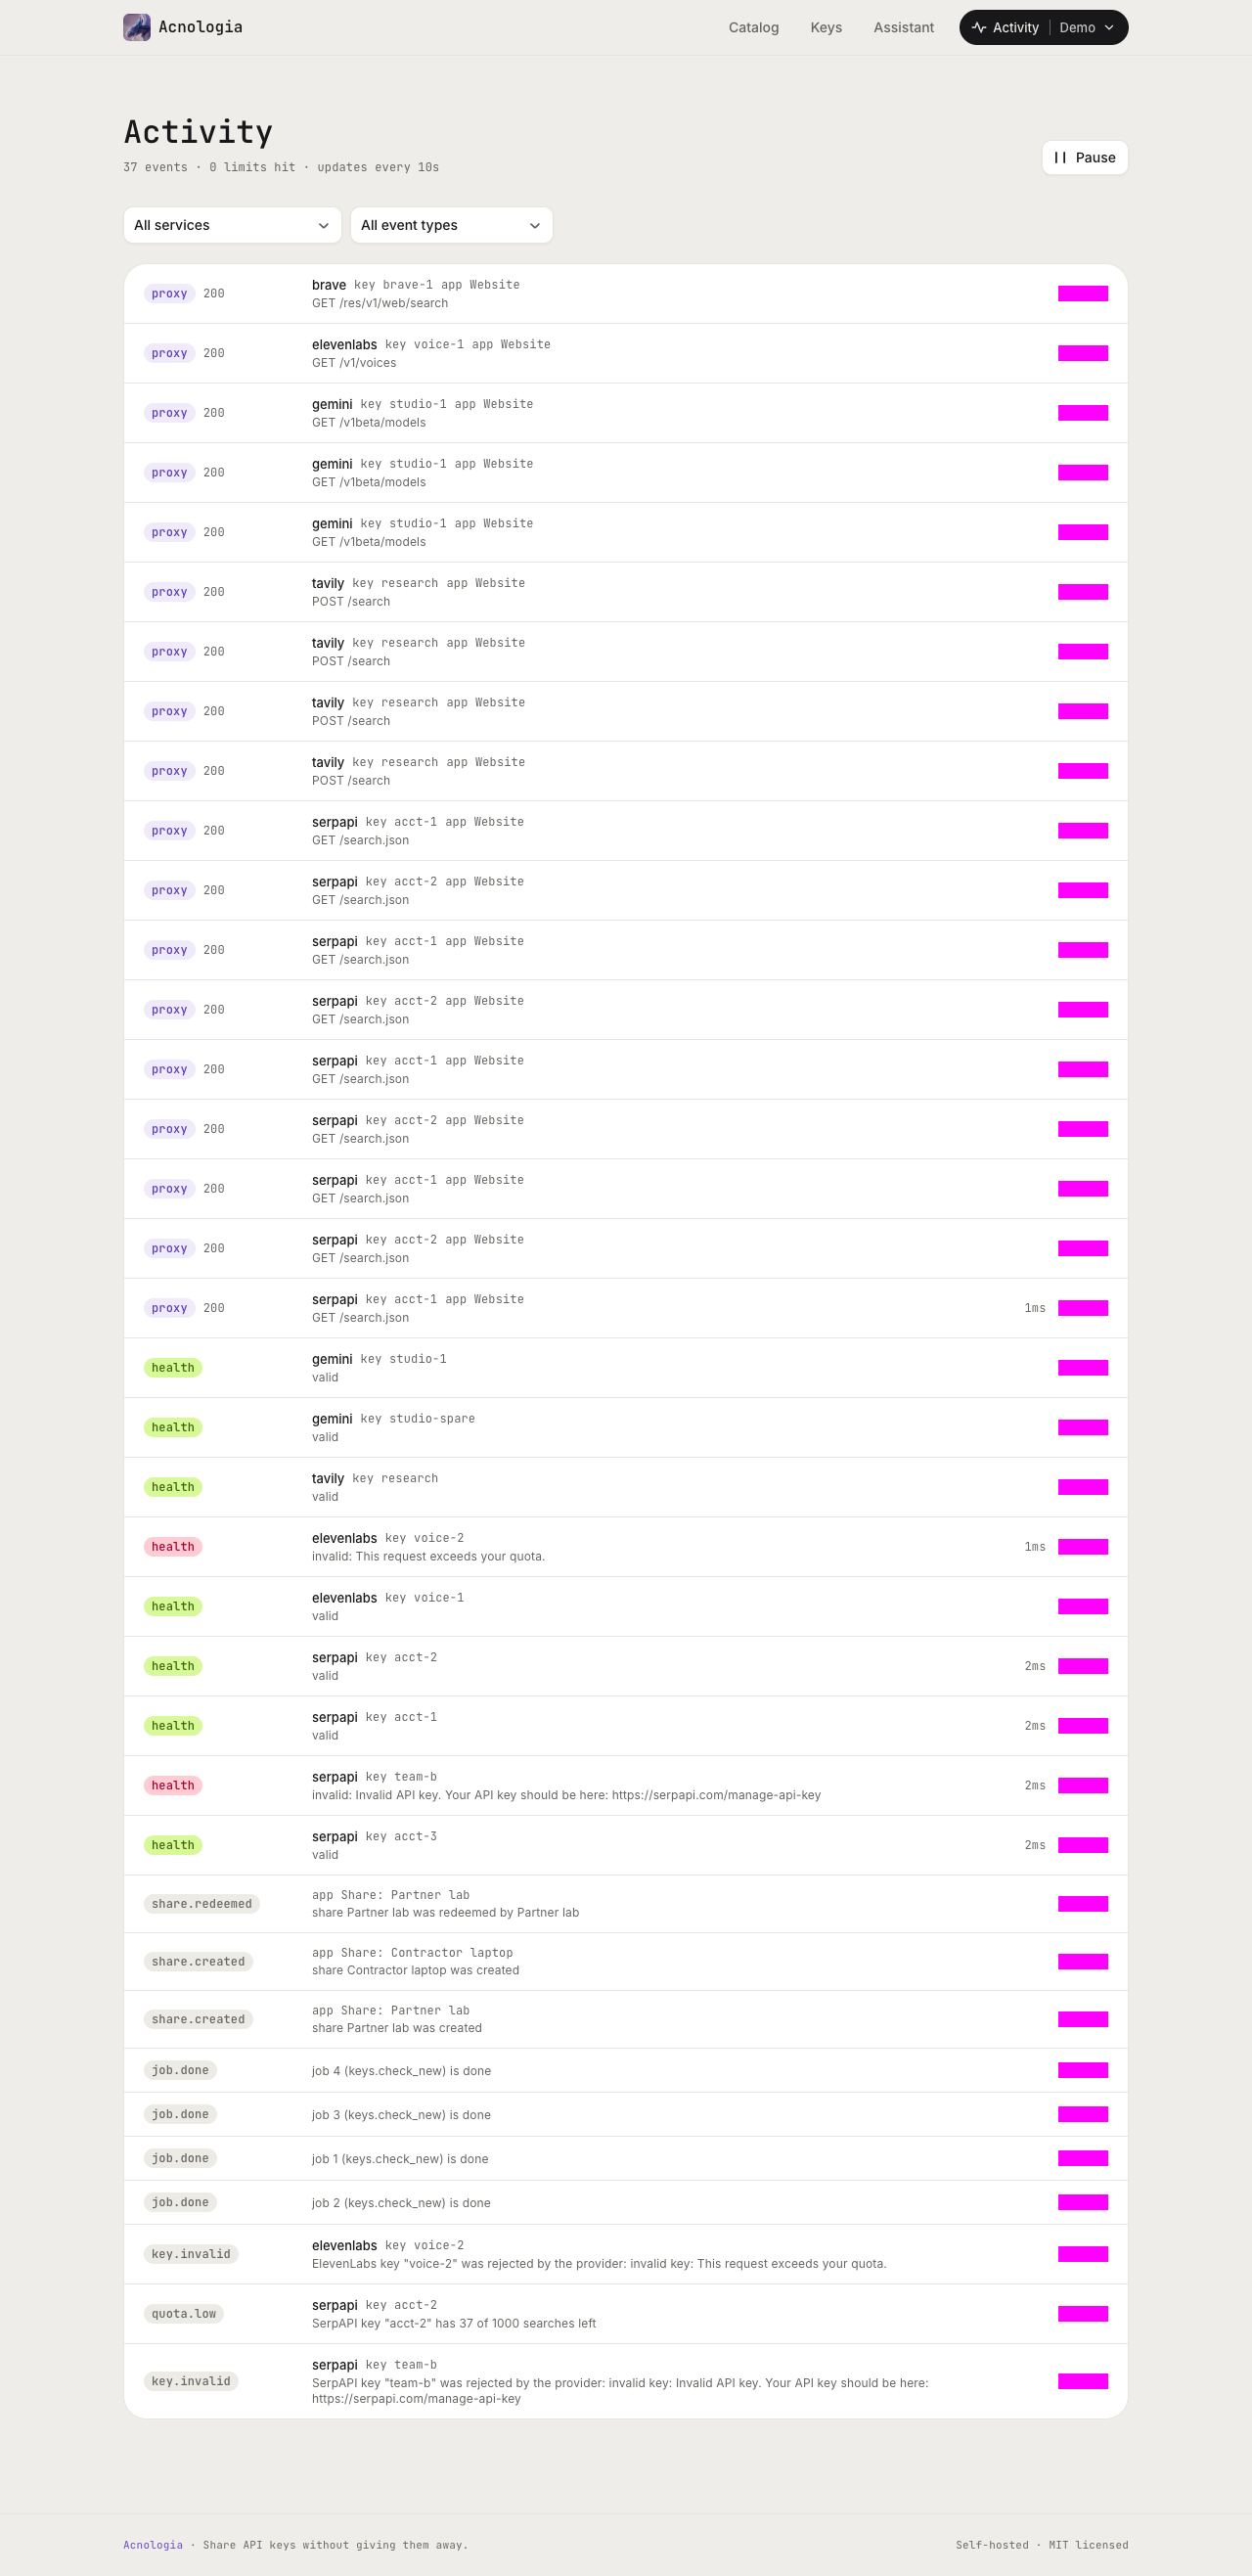 Acnologia
Catalog
Keys
Assistant
Activity
Demo
Activity
37 events · 0 limits hit · updates every 10s
Pause
All services
All event types
proxy 200
brave key brave-1 app Website
GET /res/v1/web/search
proxy 200
elevenlabs key voice-1 app Website
GET /v1/voices
proxy 200
gemini key studio-1 app Website
GET /v1beta/models
proxy 200
gemini key studio-1 app Website
GET /v1beta/models
proxy 200
gemini key studio-1 app Website
GET /v1beta/models
proxy 200
tavily key research app Website
POST /search
proxy 200
tavily key research app Website
POST /search
proxy 200
tavily key research app Website
POST /search
proxy 200
tavily key research app Website
POST /search
proxy 200
serpapi key acct-1 app Website
GET /search.json
proxy 200
serpapi key acct-2 app Website
GET /search.json
proxy 200
serpapi key acct-1 app Website
GET /search.json
proxy 200
serpapi key acct-2 app Website
GET /search.json
proxy 200
serpapi key acct-1 app Website
GET /search.json
proxy 200
serpapi key acct-2 app Website
GET /search.json
proxy 200
serpapi key acct-1 app Website
GET /search.json
proxy 200
serpapi key acct-2 app Website
GET /search.json
proxy 200
serpapi key acct-1 app Website
GET /search.json
1ms
health
gemini key studio-1
valid
health
gemini key studio-spare
valid
health
tavily key research
valid
health
elevenlabs key voice-2
invalid: This request exceeds your quota.
1ms
health
elevenlabs key voice-1
valid
health
serpapi key acct-2
valid
2ms
health
serpapi key acct-1
valid
2ms
health
serpapi key team-b
invalid: Invalid API key. Your API key should be here: https://serpapi.com/manage-api-key
2ms
health
serpapi key acct-3
valid
2ms
share.redeemed
app Share: Partner lab
share Partner lab was redeemed by Partner lab
share.created
app Share: Contractor laptop
share Contractor laptop was created
share.created
app Share: Partner lab
share Partner lab was created
job.done
job 4 (keys.check_new) is done
job.done
job 3 (keys.check_new) is done
job.done
job 1 (keys.check_new) is done
job.done
job 2 (keys.check_new) is done
key.invalid
elevenlabs key voice-2
ElevenLabs key "voice-2" was rejected by the provider: invalid key: This request exceeds your quota.
quota.low
serpapi key acct-2
SerpAPI key "acct-2" has 37 of 1000 searches left
key.invalid
serpapi key team-b
SerpAPI key "team-b" was rejected by the provider: invalid key: Invalid API key. Your API key should be here:
https://serpapi.com/manage-api-key
Acnologia · Share API keys without giving them away.
Self-hosted · MIT licensed